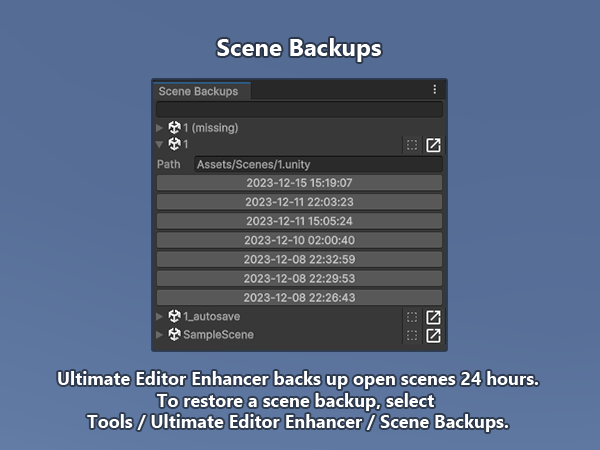 Scene Backups
Scene Backups
1 (missing)
1
Path Assets/Scenes/1.unity
2023-12-15 15:19:07
2023-12-11 22:03:23
2023-12-11 15:05:24
2023-12-10 02:00:40
2023-12-08 22:32:59
2023-12-08 22:29:53
2023-12-08 22:26:43
1_autosave
SampleScene
Ultimate Editor Enhancer backs up open scenes 24 hours.
To restore a scene backup, select
Tools / Ultimate Editor Enhancer / Scene Backups.